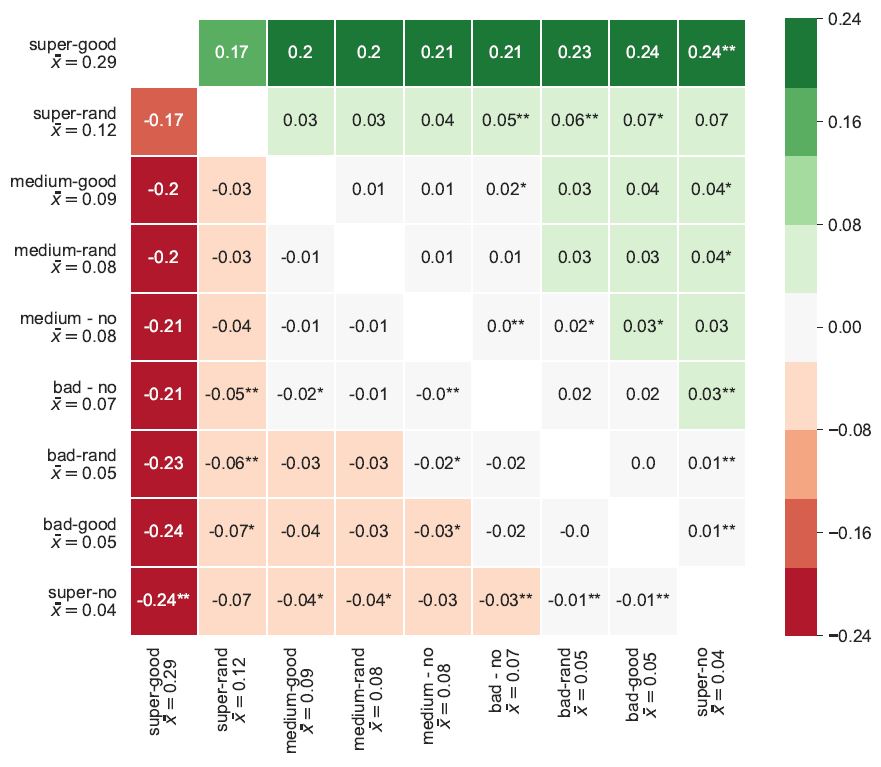 super-good
x̄ = 0.29
0.17 0.2 0.2 0.21 0.21 0.23 0.24 0.24**
super-rand
x̄ = 0.12
-0.17 0.03 0.03 0.04 0.05** 0.06** 0.07* 0.07
medium-good
x̄ = 0.09
-0.2 -0.03 0.01 0.01 0.02* 0.03 0.04 0.04*
medium-rand
x̄ = 0.08
-0.2 -0.03 -0.01 0.01 0.01 0.03 0.03 0.04*
medium - no
x̄ = 0.08
-0.21 -0.04 -0.01 -0.01 0.0** 0.02* 0.03* 0.03
bad - no
x̄ = 0.07
-0.21 -0.05** -0.02* -0.01 -0.0** 0.02 0.02 0.03**
bad-rand
x̄ = 0.05
-0.23 -0.06** -0.03 -0.03 -0.02* -0.02 0.0 0.01**
bad-good
x̄ = 0.05
-0.24 -0.07* -0.04 -0.03 -0.03* -0.02 -0.0 0.01**
super-no
x̄ = 0.04
-0.24** -0.07 -0.04* -0.04* -0.03 -0.03** -0.01** -0.01**
super-good
x̄ = 0.29
super-rand
x̄ = 0.12
medium-good
x̄ = 0.09
medium-rand
x̄ = 0.08
medium - no
x̄ = 0.08
bad - no
x̄ = 0.07
bad-rand
x̄ = 0.05
bad-good
x̄ = 0.05
super-no
x̄ = 0.04
0.24
0.16
0.08
0.00
−0.08
−0.16
−0.24